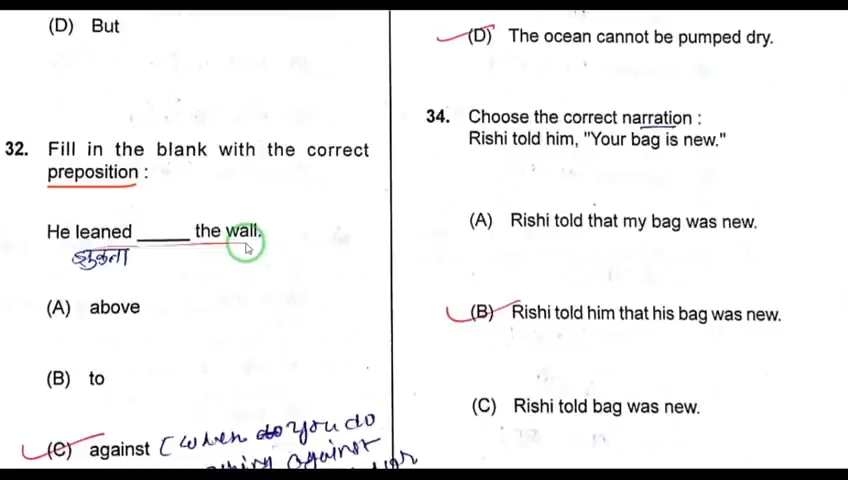 (D) But
32. Fill in the blank with the correct
preposition :
He leaned _____ the wall.
झुकना
(A) above
(B) to
(C) against (when do you do
against
(D) The ocean cannot be pumped dry.
34. Choose the correct narration :
Rishi told him, "Your bag is new."
(A) Rishi told that my bag was new.
(B) Rishi told him that his bag was new.
(C) Rishi told bag was new.